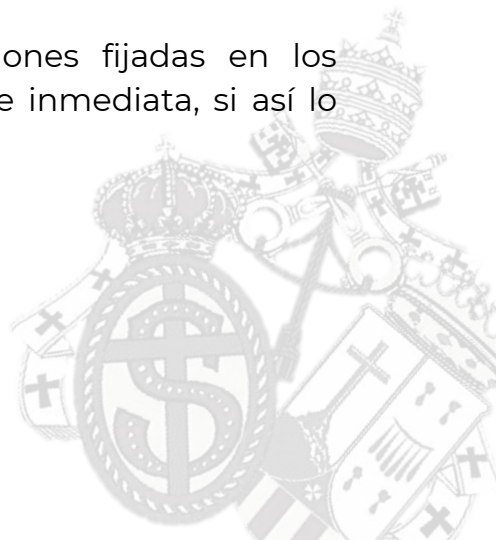 ones fijadas en los
e inmediata, si así lo